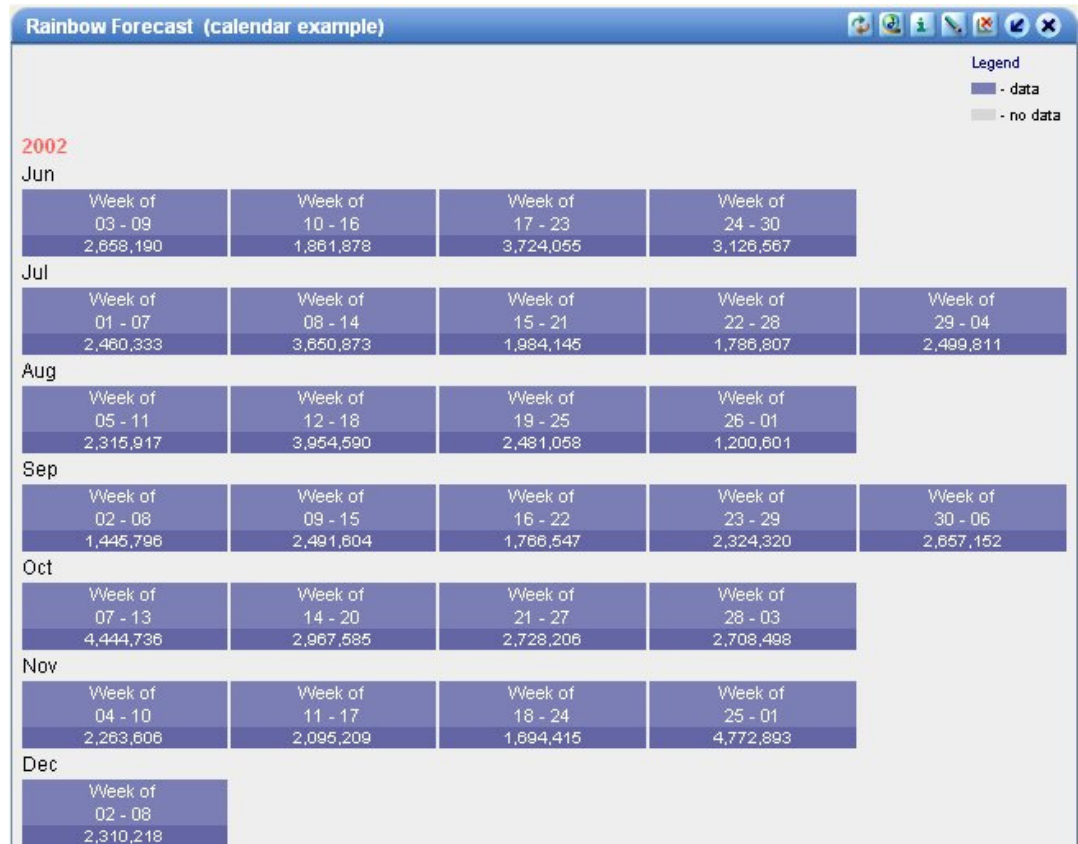 Rainbow Forecast (calendar example)
Legend
- data
- no data
2002
Jun
Week of Week of Week of Week of
03 - 09 10 - 16 17 - 23 24 - 30
2,658,190 1,861,878 3,724,055 3,126,567
Jul
Week of Week of Week of Week of Week of
01 - 07 08 - 14 15 - 21 22 - 28 29 - 04
2,460,333 3,650,873 1,984,145 1,786,807 2,499,811
Aug
Week of Week of Week of Week of
05 - 11 12 - 18 19 - 25 26 - 01
2,315,917 3,954,590 2,481,058 1,200,601
Sep
Week of Week of Week of Week of Week of
02 - 08 09 - 15 16 - 22 23 - 29 30 - 06
1,445,796 2,491,604 1,766,547 2,324,320 2,657,152
Oct
Week of Week of Week of Week of
07 - 13 14 - 20 21 - 27 28 - 03
4,444,736 2,967,585 2,728,206 2,708,498
Nov
Week of Week of Week of Week of
04 - 10 11 - 17 18 - 24 25 - 01
2,263,606 2,095,209 1,694,415 4,772,893
Dec
Week of
02 - 08
2,310,218